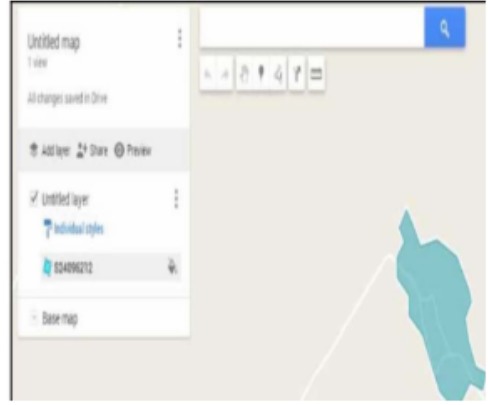 Untitled map
1 view
All changes saved in Drive
Add layer Share Preview
Untitled layer
Individual styles
024096212
Base map